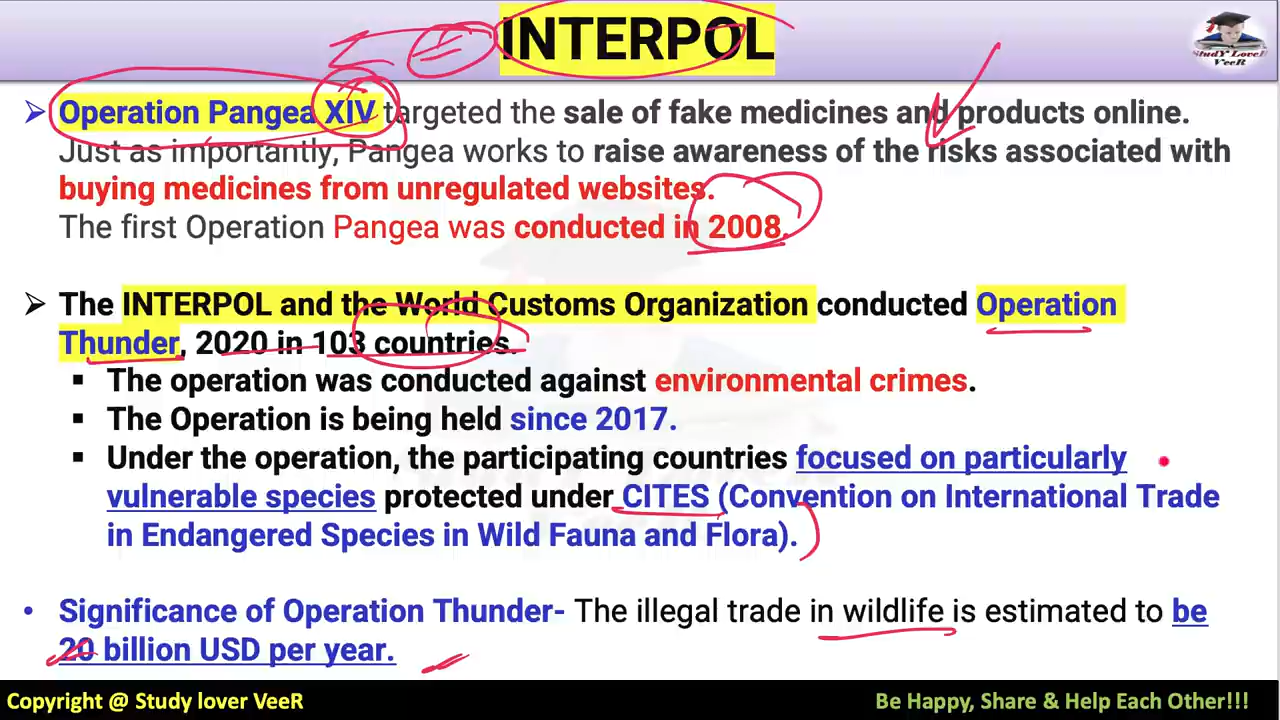 INTERPOL
StudY LoveR
VeeR
Operation Pangea XIV targeted the sale of fake medicines and products online.
Just as importantly, Pangea works to raise awareness of the risks associated with
buying medicines from unregulated websites.
The first Operation Pangea was conducted in 2008.
The INTERPOL and the World Customs Organization conducted Operation
Thunder, 2020 in 103 countries.
The operation was conducted against environmental crimes.
The Operation is being held since 2017.
Under the operation, the participating countries focused on particularly
vulnerable species protected under CITES (Convention on International Trade
in Endangered Species in Wild Fauna and Flora).
Significance of Operation Thunder- The illegal trade in wildlife is estimated to be
20 billion USD per year.
Copyright @ Study lover VeeR
Be Happy, Share & Help Each Other!!!